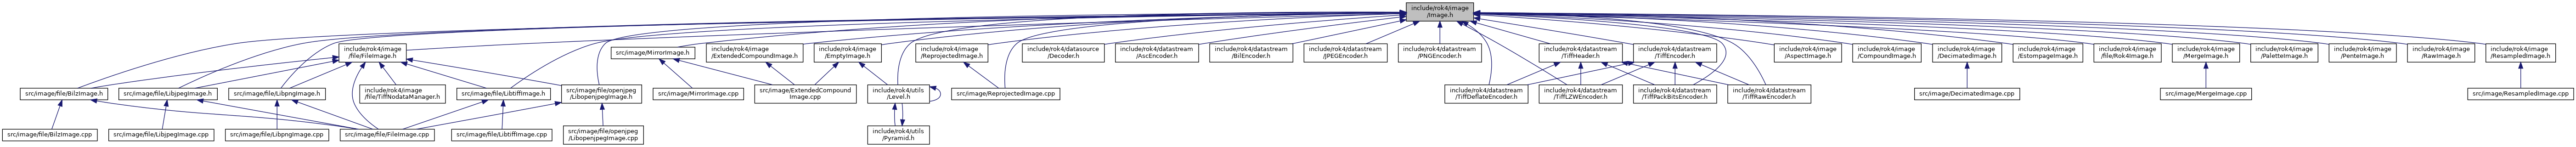 include/rok4/image
/Image.h
include/rok4/image
/file/FileImage.h
src/image/MirrorImage.h
include/rok4/image
/ExtendedCompoundImage.h
include/rok4/image
/EmptyImage.h
include/rok4/image
/ReprojectedImage.h
include/rok4/datasource
/Decoder.h
include/rok4/datastream
/AscEncoder.h
include/rok4/datastream
/BilEncoder.h
include/rok4/datastream
/JPEGEncoder.h
include/rok4/datastream
/PNGEncoder.h
include/rok4/datastream
/TiffHeader.h
include/rok4/datastream
/TiffEncoder.h
include/rok4/image
/AspectImage.h
include/rok4/image
/CompoundImage.h
include/rok4/image
/DecimatedImage.h
include/rok4/image
/EstompageImage.h
include/rok4/image
/file/Rok4Image.h
include/rok4/image
/MergeImage.h
include/rok4/image
/PaletteImage.h
include/rok4/image
/PenteImage.h
include/rok4/image
/RawImage.h
include/rok4/image
/ResampledImage.h
src/image/file/BilzImage.h
src/image/file/LibjpegImage.h
src/image/file/LibpngImage.h
include/rok4/image
/file/TiffNodataManager.h
src/image/file/LibtiffImage.h
src/image/file/openjpeg
/LibopenjpegImage.h
src/image/MirrorImage.cpp
src/image/ExtendedCompound
Image.cpp
include/rok4/utils
/Level.h
src/image/ReprojectedImage.cpp
include/rok4/datastream
/TiffDeflateEncoder.h
include/rok4/datastream
/TiffLZWEncoder.h
include/rok4/datastream
/TiffPackBitsEncoder.h
include/rok4/datastream
/TiffRawEncoder.h
src/image/DecimatedImage.cpp
src/image/MergeImage.cpp
src/image/ResampledImage.cpp
src/image/file/BilzImage.cpp
src/image/file/LibjpegImage.cpp
src/image/file/LibpngImage.cpp
src/image/file/FileImage.cpp
src/image/file/LibtiffImage.cpp
src/image/file/openjpeg
/LibopenjpegImage.cpp
include/rok4/utils
/Pyramid.h